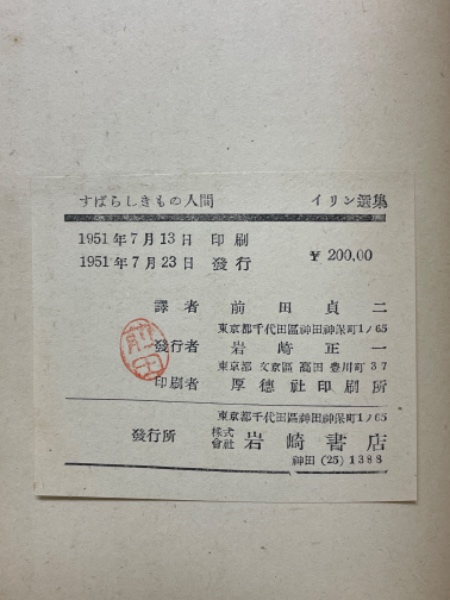 すばらしきもの人間 イリン選集
1951年7月13日 印刷
1951年7月23日 發行 ¥ 200.00
譯者 前田貞二
東京都千代田區神田神保町1ノ65
發行者 岩崎正一
東京都文京區高田豊川町37
印刷者 厚德社印刷所
東京都千代田區神田神保町1ノ65
發行所 株式會社 岩崎書店
神田 (25) 1388
前田